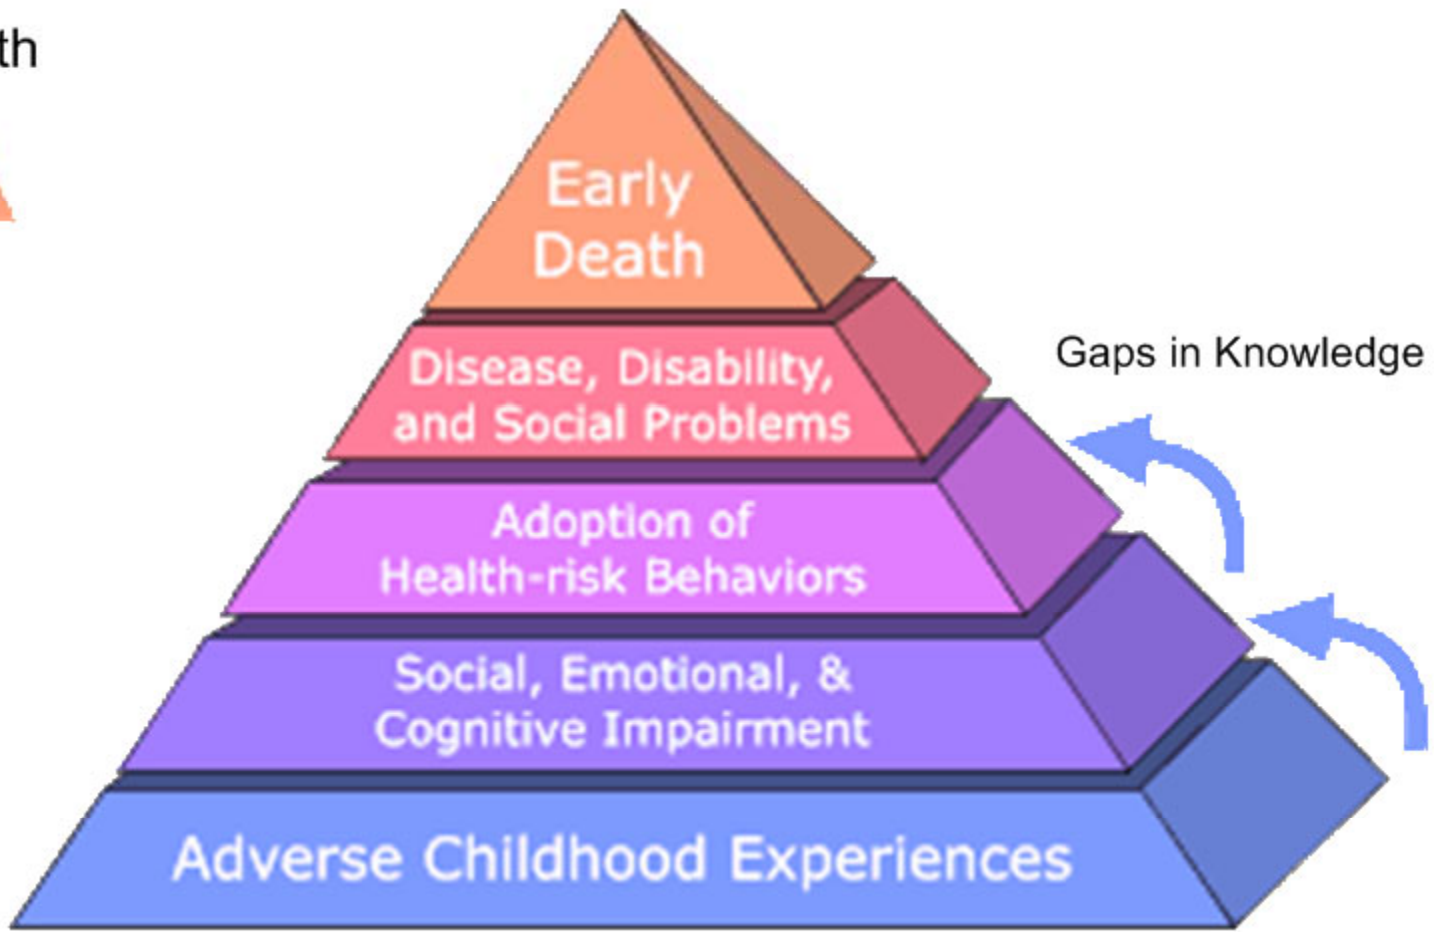 th
Early
Death
Disease, Disability,
and Social Problems
Gaps in Knowledge
Adoption of
Health-risk Behaviors
Social, Emotional, &
Cognitive Impairment
Adverse Childhood Experiences